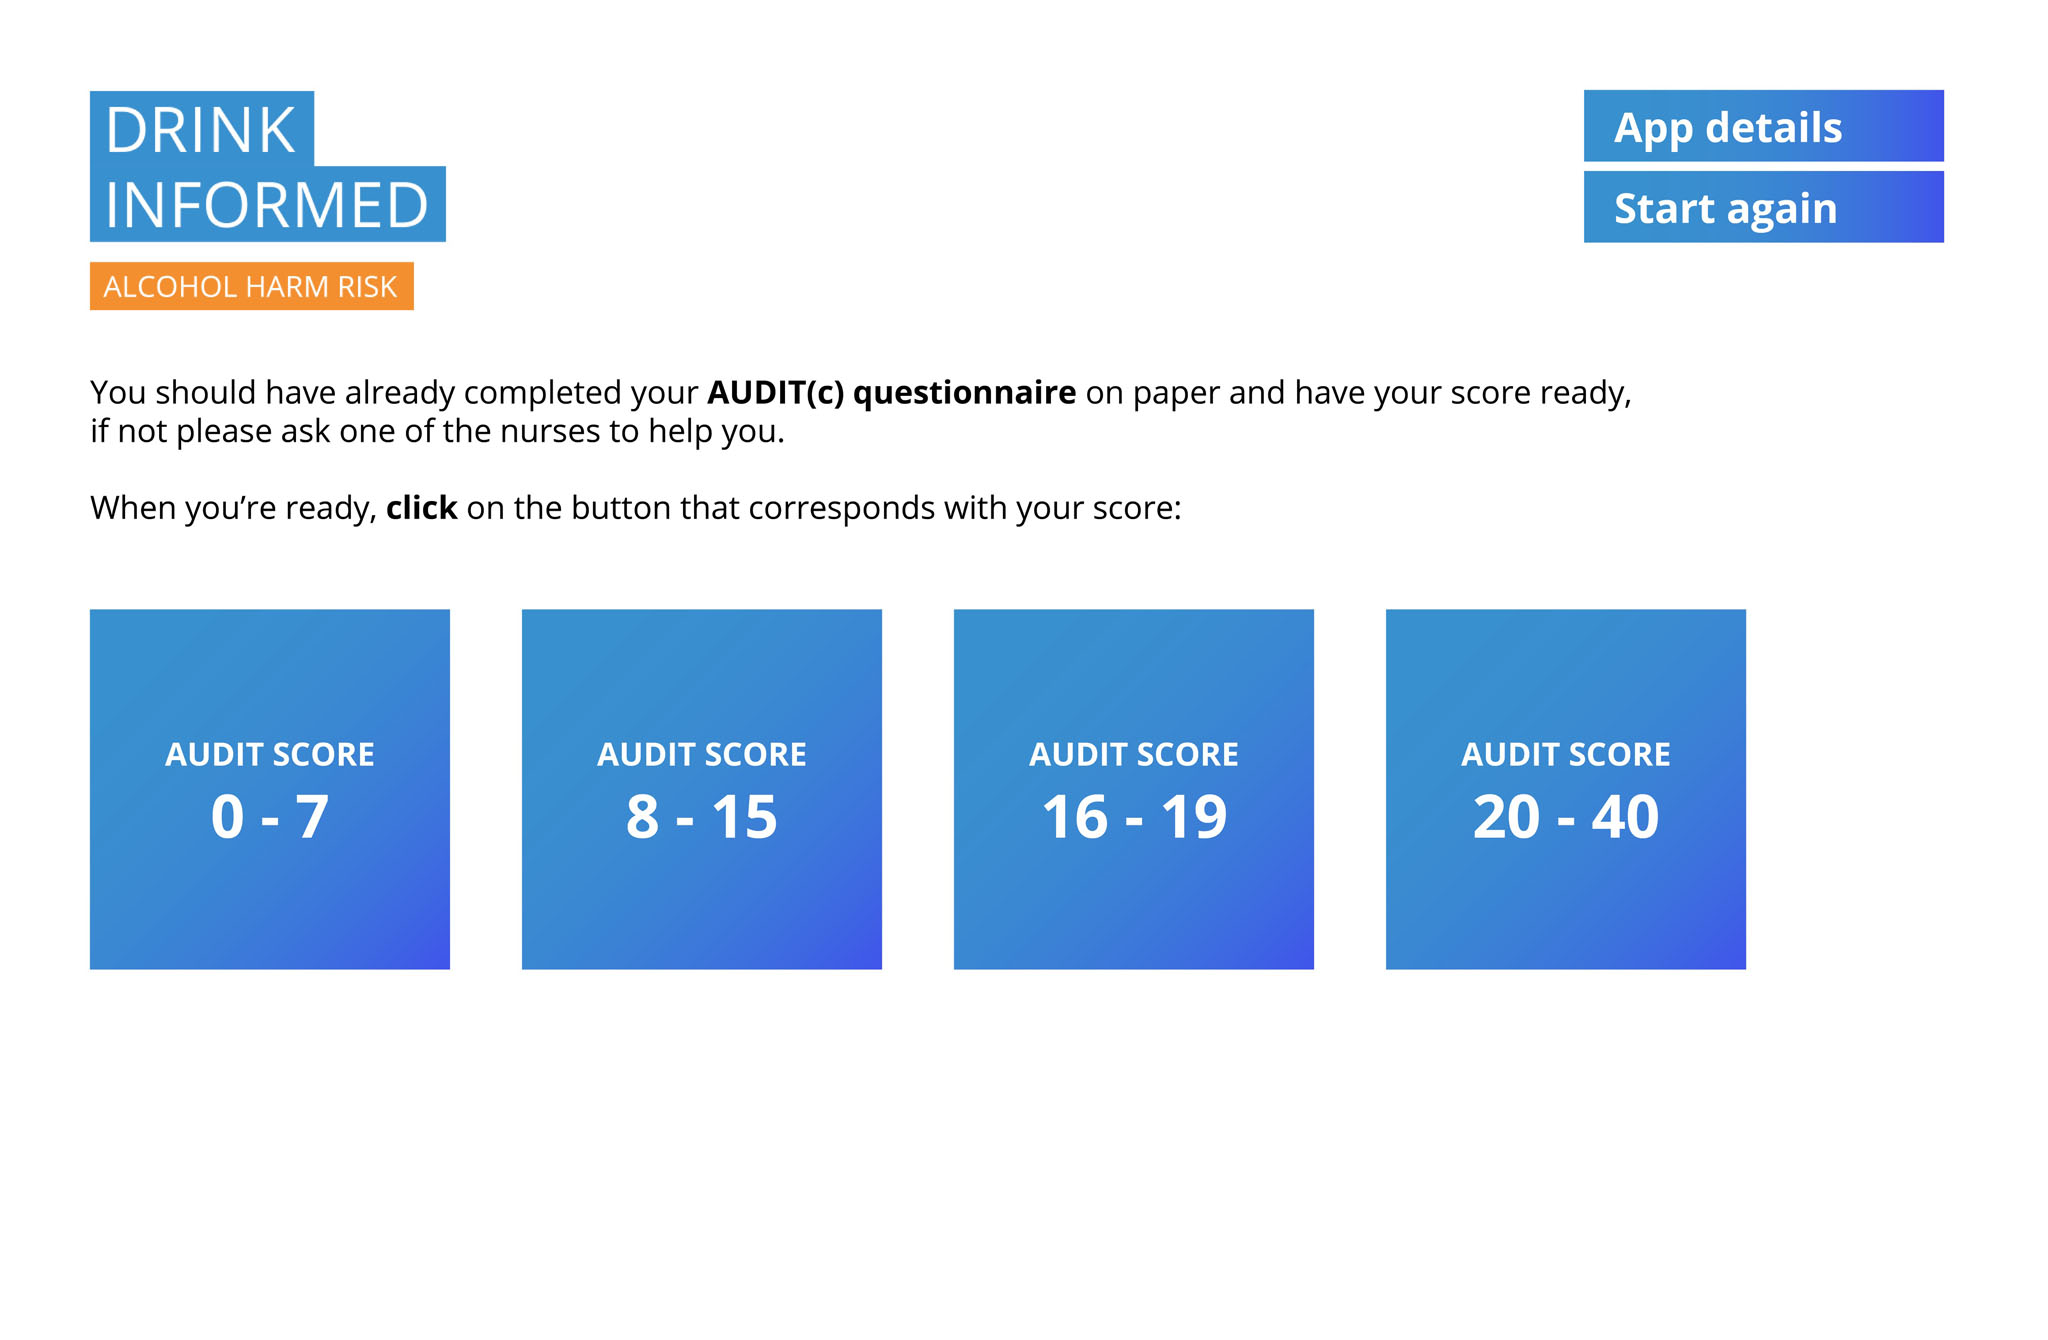 DRINK
INFORMED
ALCOHOL HARM RISK
App details
Start again
You should have already completed your AUDIT(c) questionnaire on paper and have your score ready,
if not please ask one of the nurses to help you.
When you’re ready, click on the button that corresponds with your score:
AUDIT SCORE
0 - 7
AUDIT SCORE
8 - 15
AUDIT SCORE
16 - 19
AUDIT SCORE
20 - 40